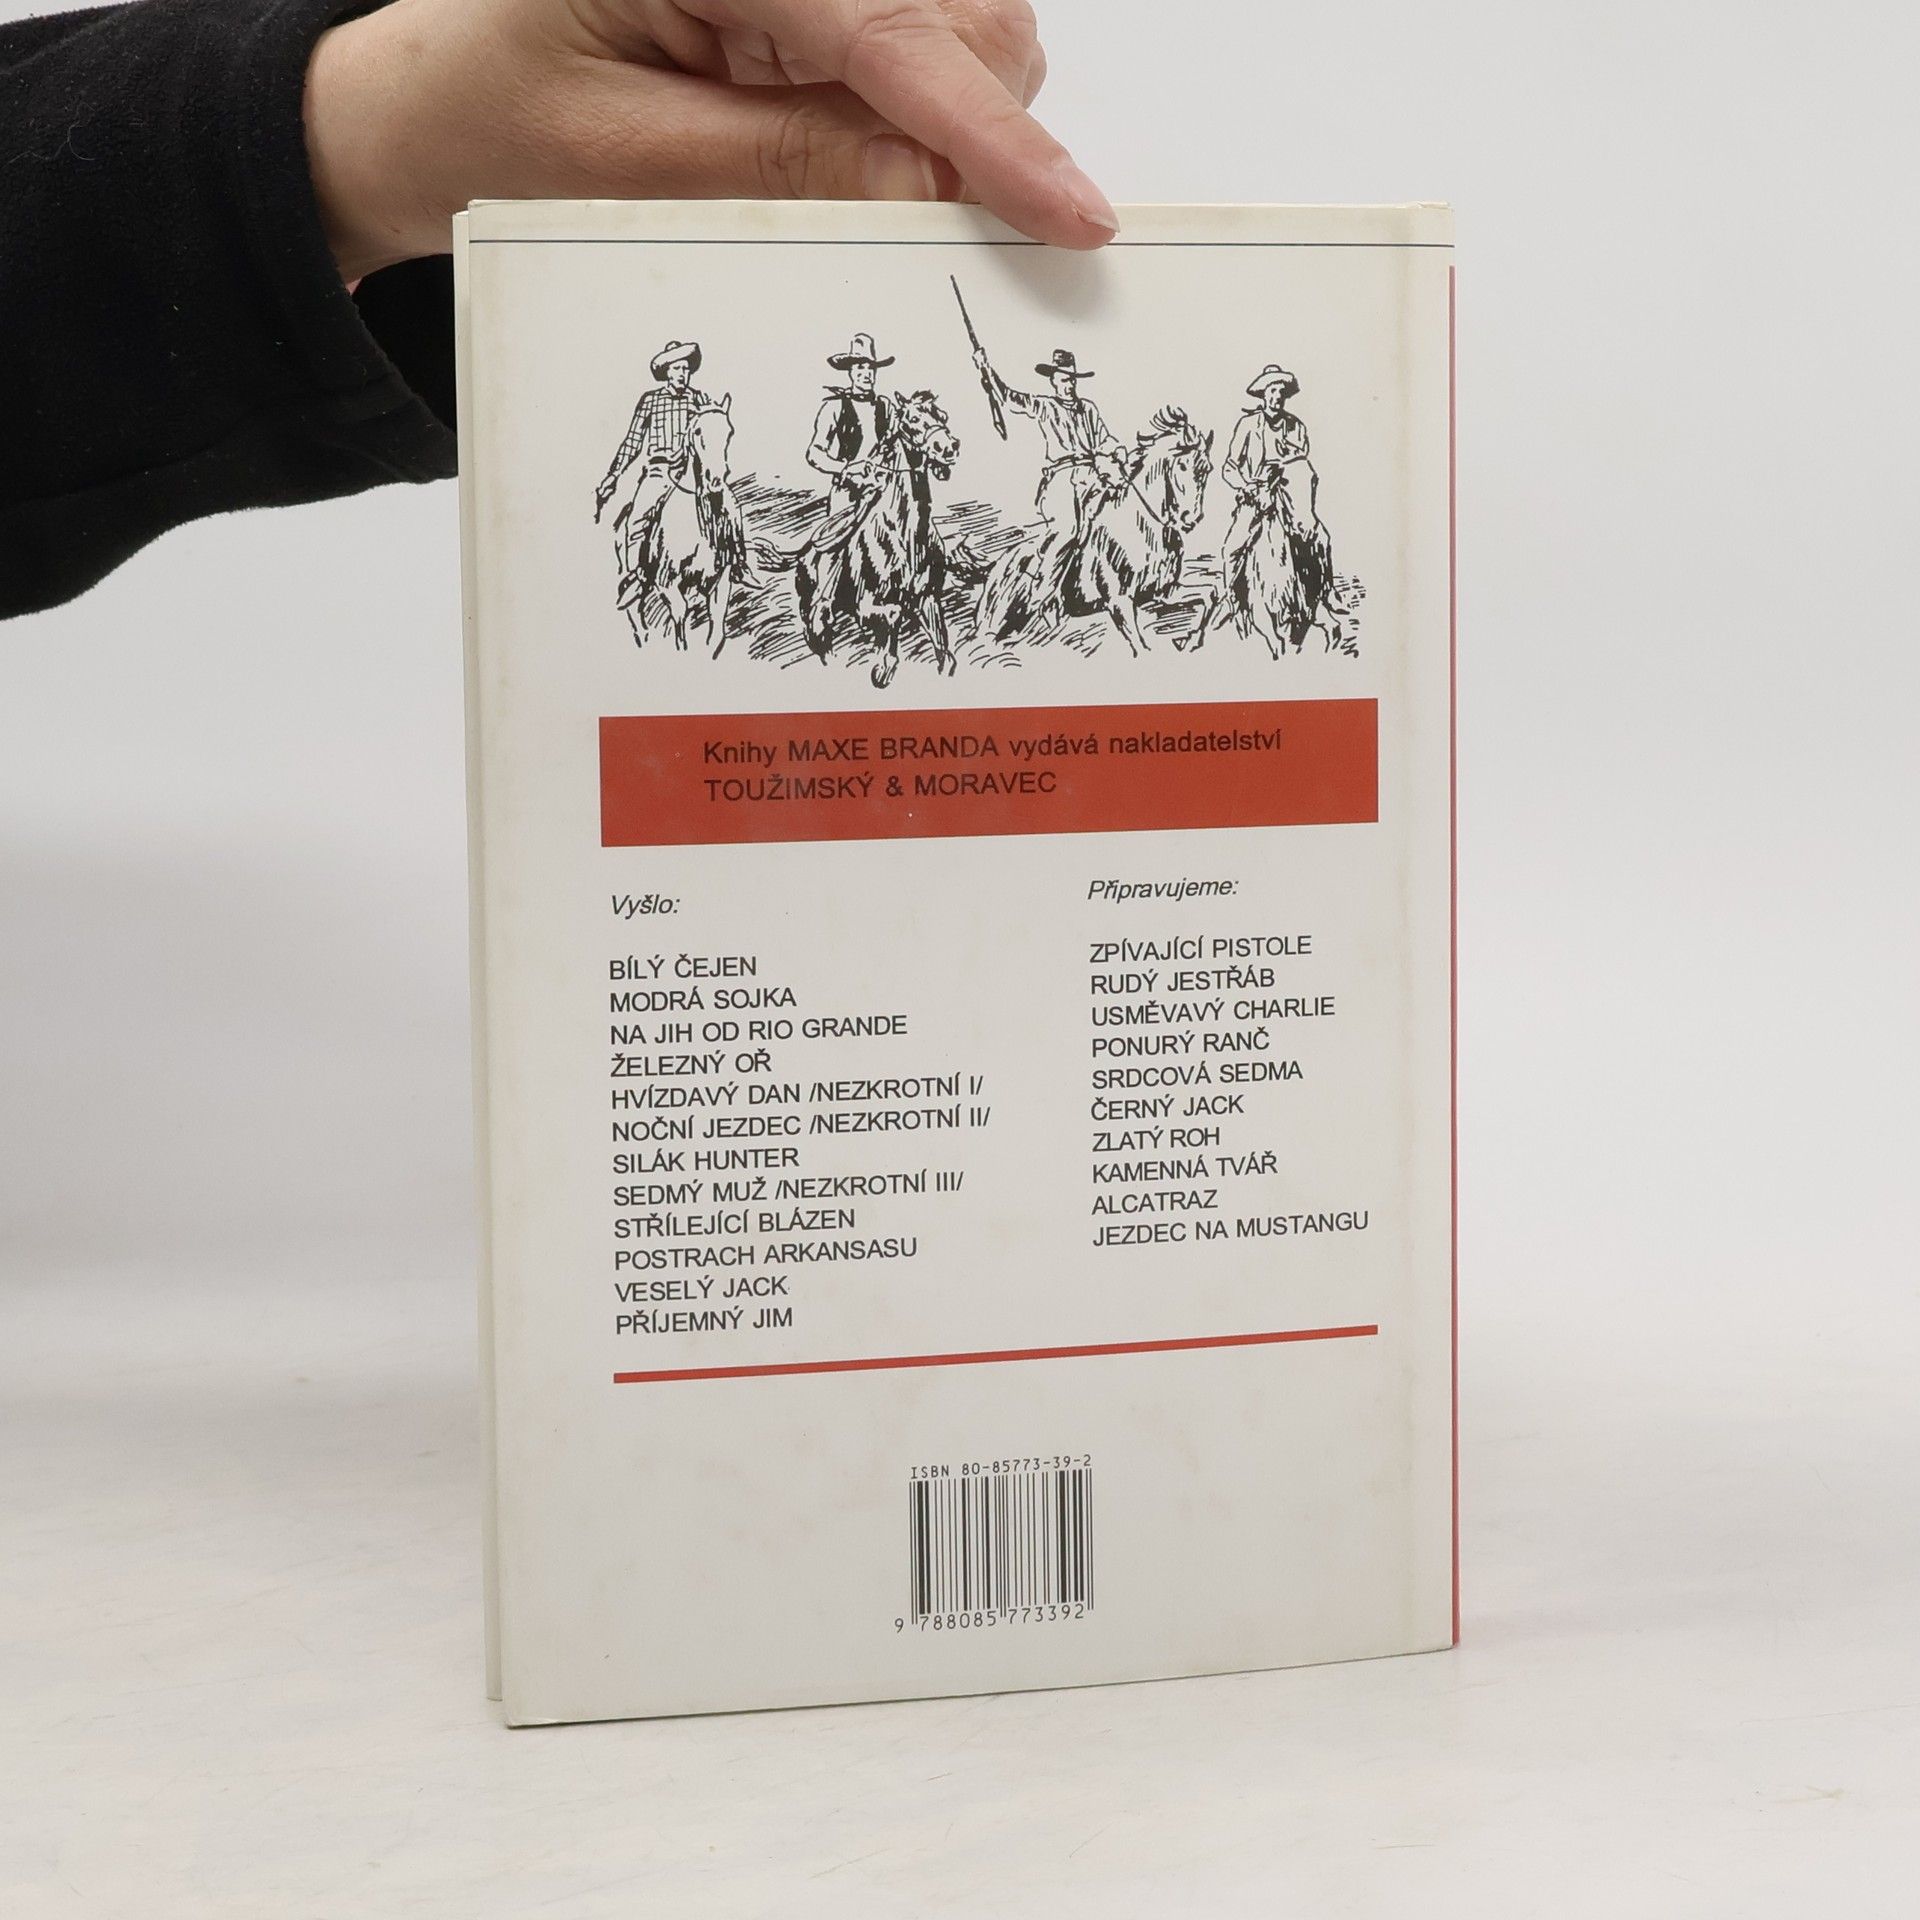 Knihy MAXE BRANDA vydává nakladatelství
TOUŽIMSKÝ & MORAVEC
Vyšlo:
BÍLÝ ČEJEN
MODRÁ SOJKA
NA JIH OD RIO GRANDE
ŽELEZNÝ OŘ
HVÍZDAVÝ DAN /NEZKROTNÍ I/
NOČNÍ JEZDEC /NEZKROTNÍ II/
SILÁK HUNTER
SEDMÝ MUŽ /NEZKROTNÍ III/
STŘÍLEJÍCÍ BLÁZEN
POSTRACH ARKANSASU
VESELÝ JACK
PŘÍJEMNÝ JIM
Připravujeme:
ZPÍVAJÍCÍ PISTOLE
RUDÝ JESTŘÁB
USMĚVAVÝ CHARLIE
PONURÝ RANČ
SRDCOVÁ SEDMA
ČERNÝ JACK
ZLATÝ ROH
KAMENNÁ TVÁŘ
ALCATRAZ
JEZDEC NA MUSTANGU
ISBN 80-85773-39-2
9 788085 773392